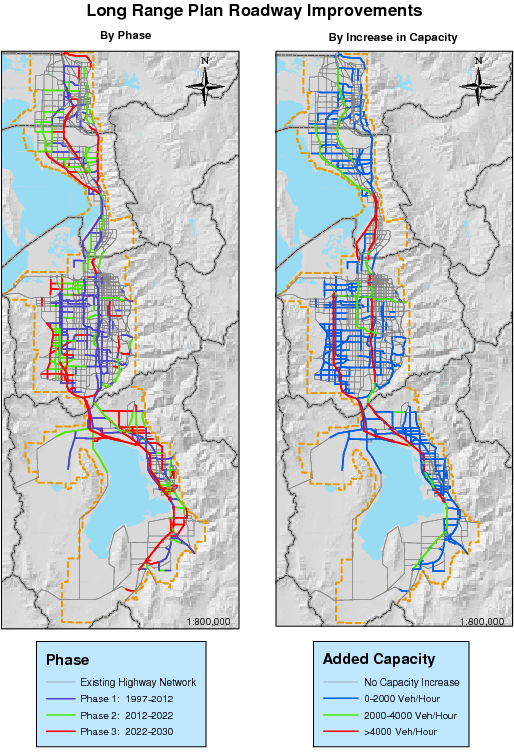 Long Range Plan Roadway Improvements
By Phase
By Increase in Capacity
N
N
1:800,000
1:800,000
Phase
Existing Highway Network
Phase 1: 1997-2012
Phase 2: 2012-2022
Phase 3: 2022-2030
Added Capacity
No Capacity Increase
0-2000 Veh/Hour
2000-4000 Veh/Hour
>4000 Veh/Hour